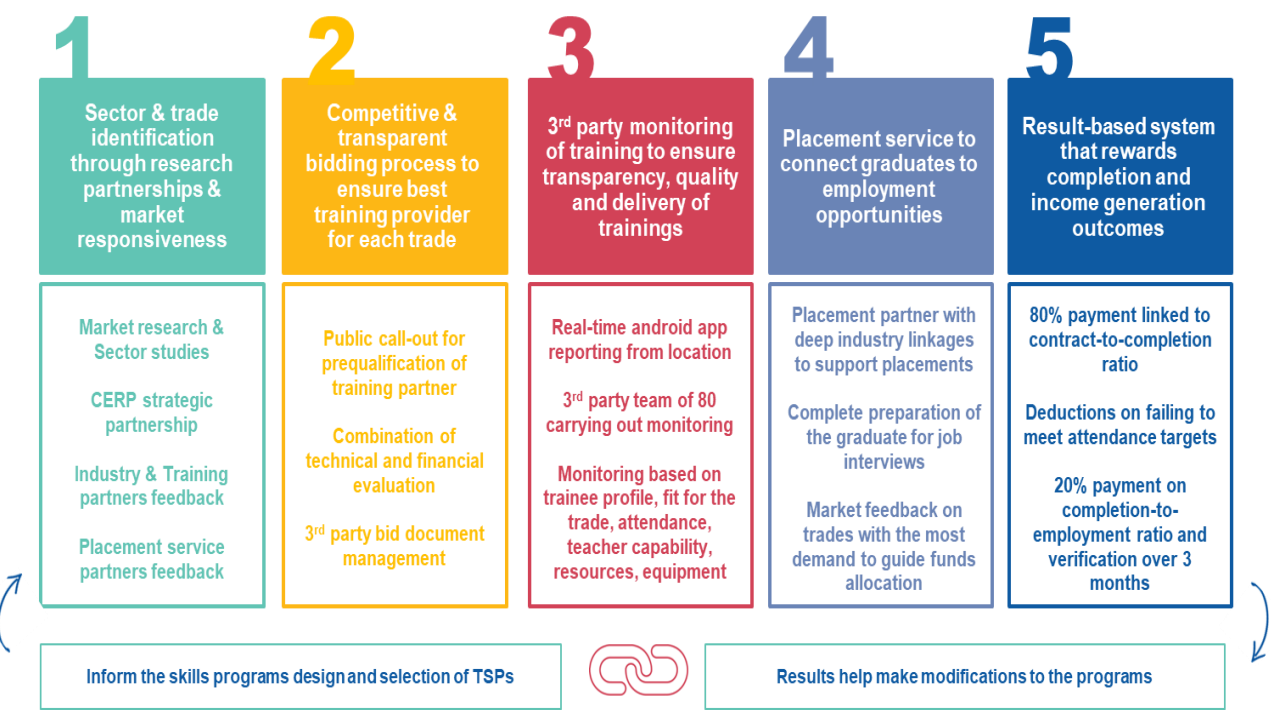 1
Sector & trade
identification
through research
partnerships &
market
responsiveness
Market research &
Sector studies
CERP strategic
partnership
Industry & Training
partners feedback
Placement service
partners feedback
2
Competitive &
transparent
bidding process to
ensure best
training provider
for each trade
Public call-out for
prequalification of
training partner
Combination of
technical and financial
evaluation
3rd party bid document
management
3
3rd party monitoring
of training to ensure
transparency, quality
and delivery of
trainings
Real-time android app
reporting from location
3rd party team of 80
carrying out monitoring
Monitoring based on
trainee profile, fit for the
trade, attendance,
teacher capability,
resources, equipment
4
Placement service to
connect graduates to
employment
opportunities
Placement partner with
deep industry linkages
to support placements
Complete preparation of
the graduate for job
interviews
Market feedback on
trades with the most
demand to guide funds
allocation
5
Result-based system
that rewards
completion and
income generation
outcomes
80% payment linked to
contract-to-completion
ratio
Deductions on failing to
meet attendance targets
20% payment on
completion-to-
employment ratio and
verification over 3
months
Inform the skills programs design and selection of TSPs
Results help make modifications to the programs